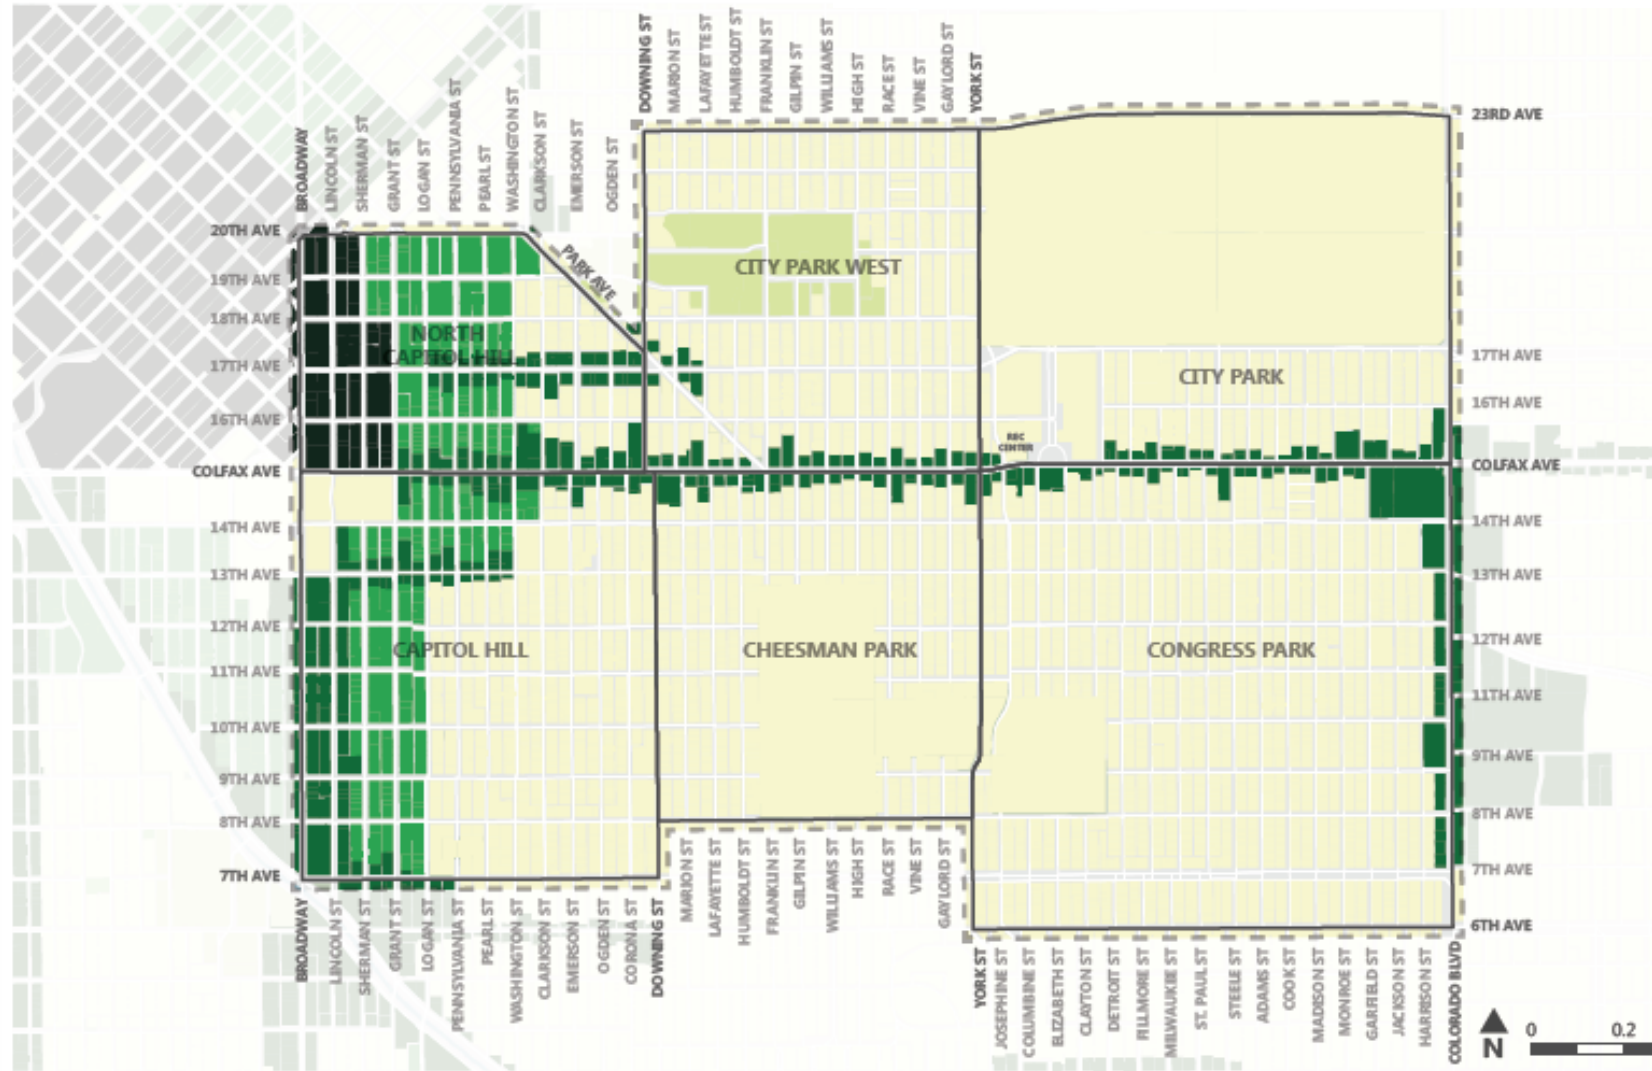 DOWNING ST
MARION ST
LAFAYETTE ST
HUMBOLDT ST
FRANKLIN ST
GILPIN ST
WILLIAMS ST
HIGH ST
RACE ST
VINE ST
GAYLORD ST
YORK ST
BROADWAY
LINCOLN ST
SHERMAN ST
GRANT ST
LOGAN ST
PENNSYLVANIA ST
PEARL ST
WASHINGTON ST
CLARKSON ST
EMERSON ST
OGDEN ST
PARK AVE
20TH AVE
19TH AVE
18TH AVE
17TH AVE
16TH AVE
COLFAX AVE
14TH AVE
13TH AVE
12TH AVE
11TH AVE
10TH AVE
9TH AVE
8TH AVE
7TH AVE
NORTH
CAPITOL HILL
CITY PARK WEST
CITY PARK
REC
CENTER
CAPITOL HILL
CHEESMAN PARK
CONGRESS PARK
23RD AVE
17TH AVE
16TH AVE
COLFAX AVE
14TH AVE
13TH AVE
12TH AVE
11TH AVE
9TH AVE
8TH AVE
7TH AVE
6TH AVE
MARION ST
LAFAYETTE ST
HUMBOLDT ST
FRANKLIN ST
GILPIN ST
WILLIAMS ST
HIGH ST
RACE ST
VINE ST
GAYLORD ST
BROADWAY
LINCOLN ST
SHERMAN ST
GRANT ST
LOGAN ST
PENNSYLVANIA ST
PEARL ST
WASHINGTON ST
CLARKSON ST
EMERSON ST
OGDEN ST
CORONA ST
DOWNING ST
YORK ST
JOSEPHINE ST
COLUMBINE ST
ELIZABETH ST
CLAYTON ST
DETROIT ST
FILLMORE ST
MILWAUKIE ST
ST. PAUL ST
STEELE ST
ADAMS ST
COOK ST
MADISON ST
MONROE ST
GARFIELD ST
JACKSON ST
HARRISON ST
COLORADO BLVD
N
0
0.2